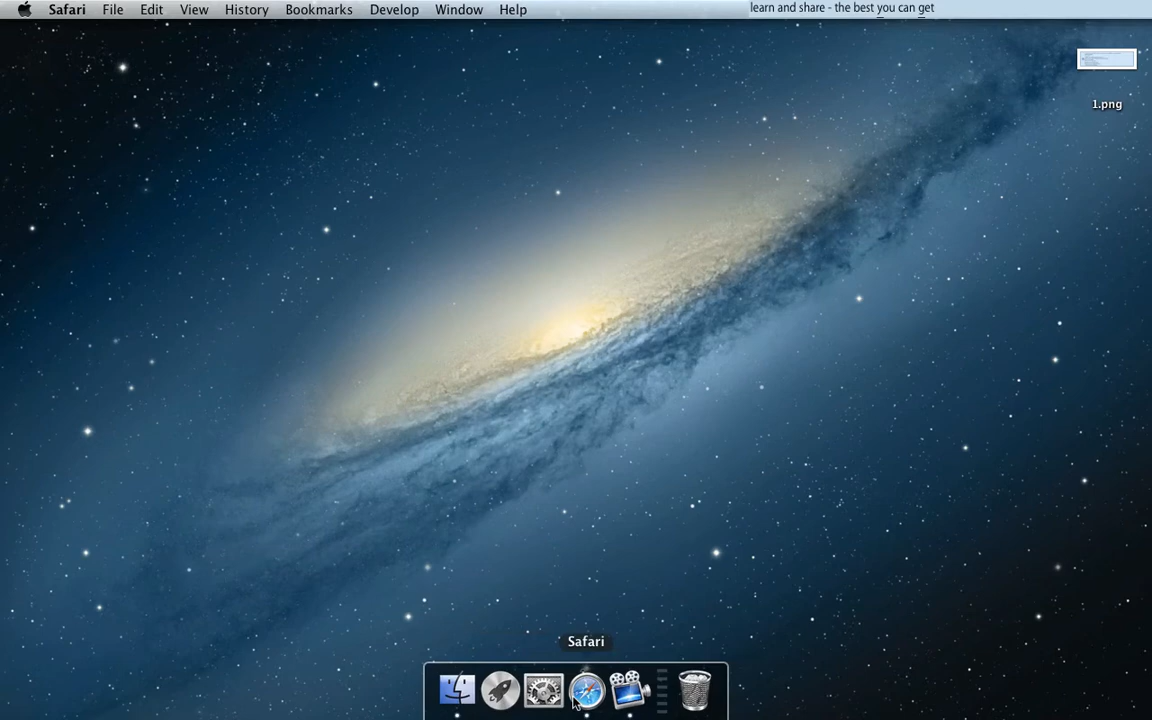 Safari File Edit View History Bookmarks Develop Window Help
learn and share - the best you can get
1.png
Safari